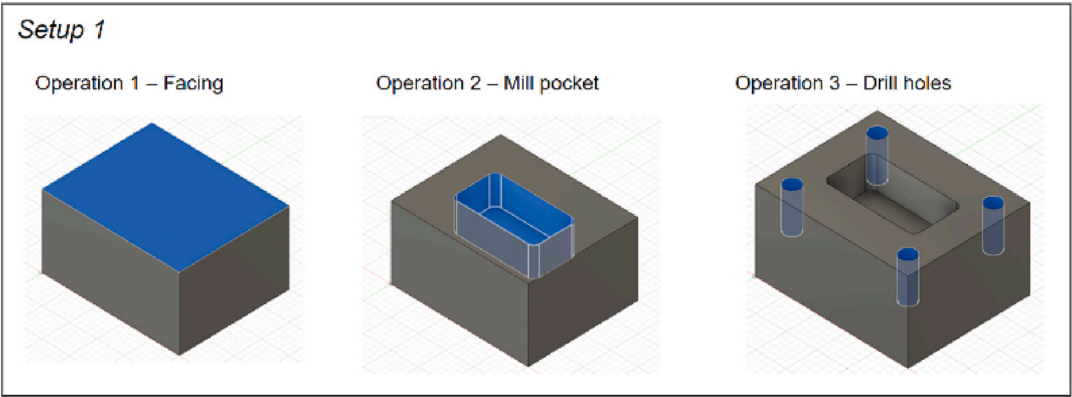 Setup 1
Operation 1 – Facing
Operation 2 – Mill pocket
Operation 3 – Drill holes